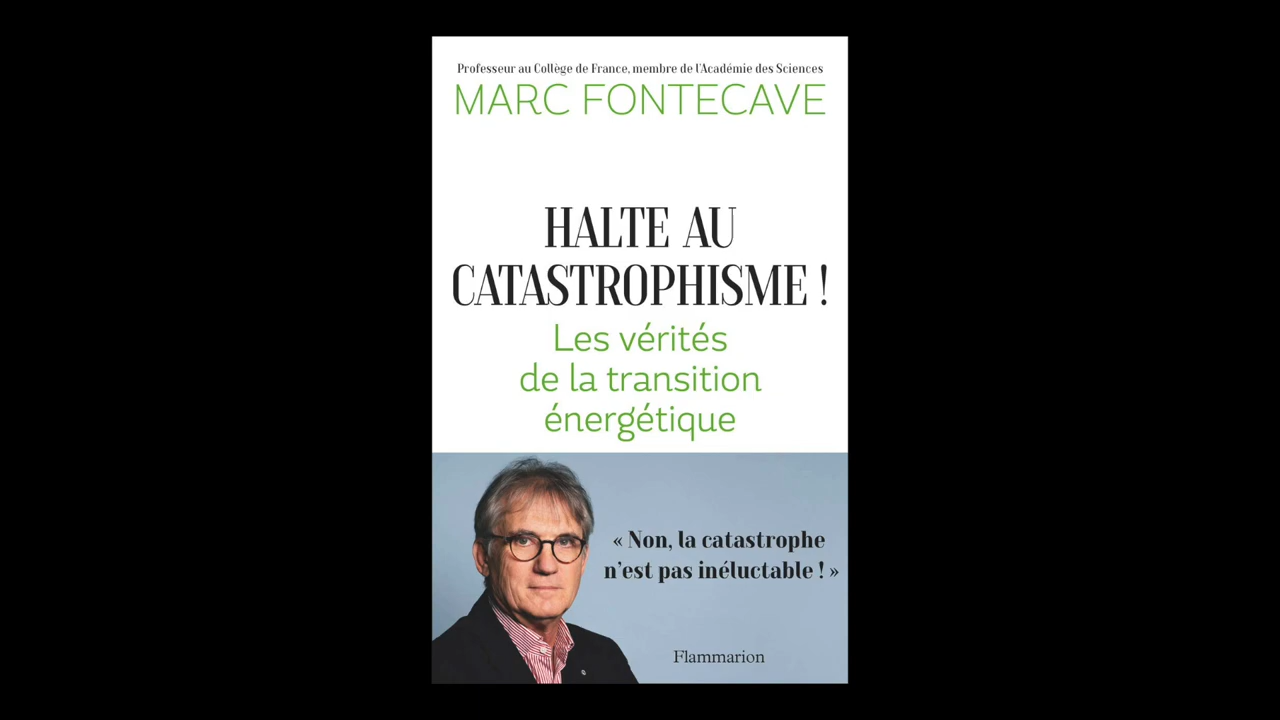 Professeur au Collège de France, membre de l'Académie des Sciences
MARC FONTECAVE
HALTE AU
CATASTROPHISME !
Les vérités
de la transition
énergétique
« Non, la catastrophe
n'est pas inéluctable ! »
Flammarion